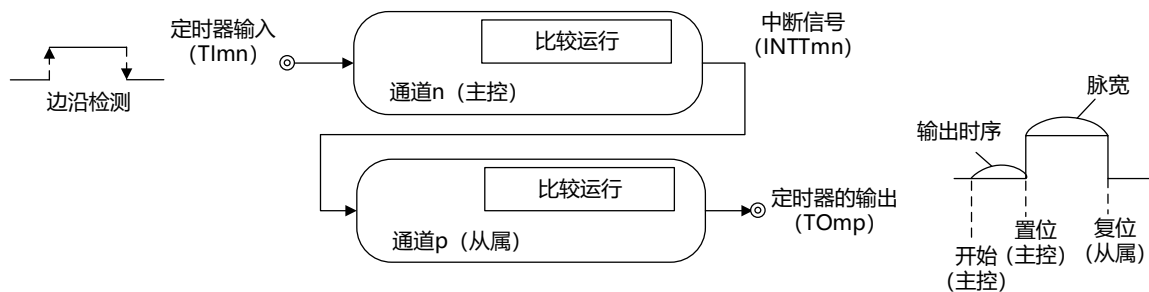 定时器输入
(TImn)
边沿检测
比较运行
通道n（主控）
中断信号
(INTTmn)
比较运行
通道p（从属）
定时器的输出
(TOmp)
脉宽
输出时序
开始
(主控)
置位
(主控)
复位
(从属)